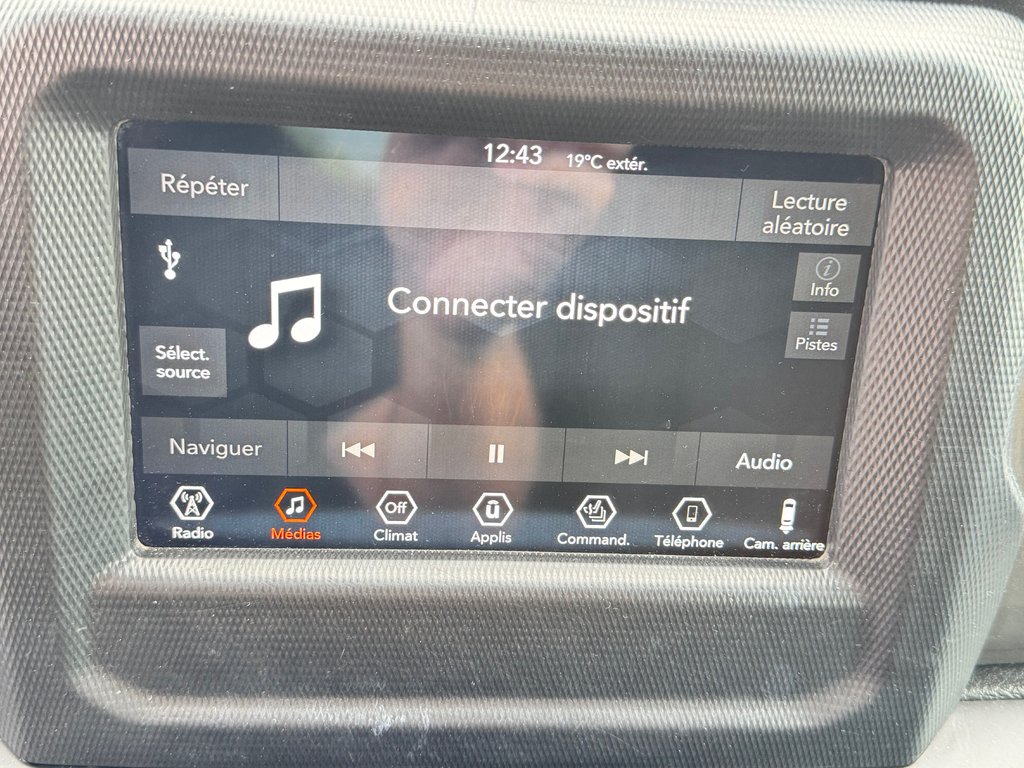 12:43 19°C extér.
Répéter
Lecture
aléatoire
Info
Connecter dispositif
Pistes
Sélect.
source
Naviguer
Audio
Off
ū
Radio
Médias
Climat
Applis
Command.
Téléphone
Cam. arrière